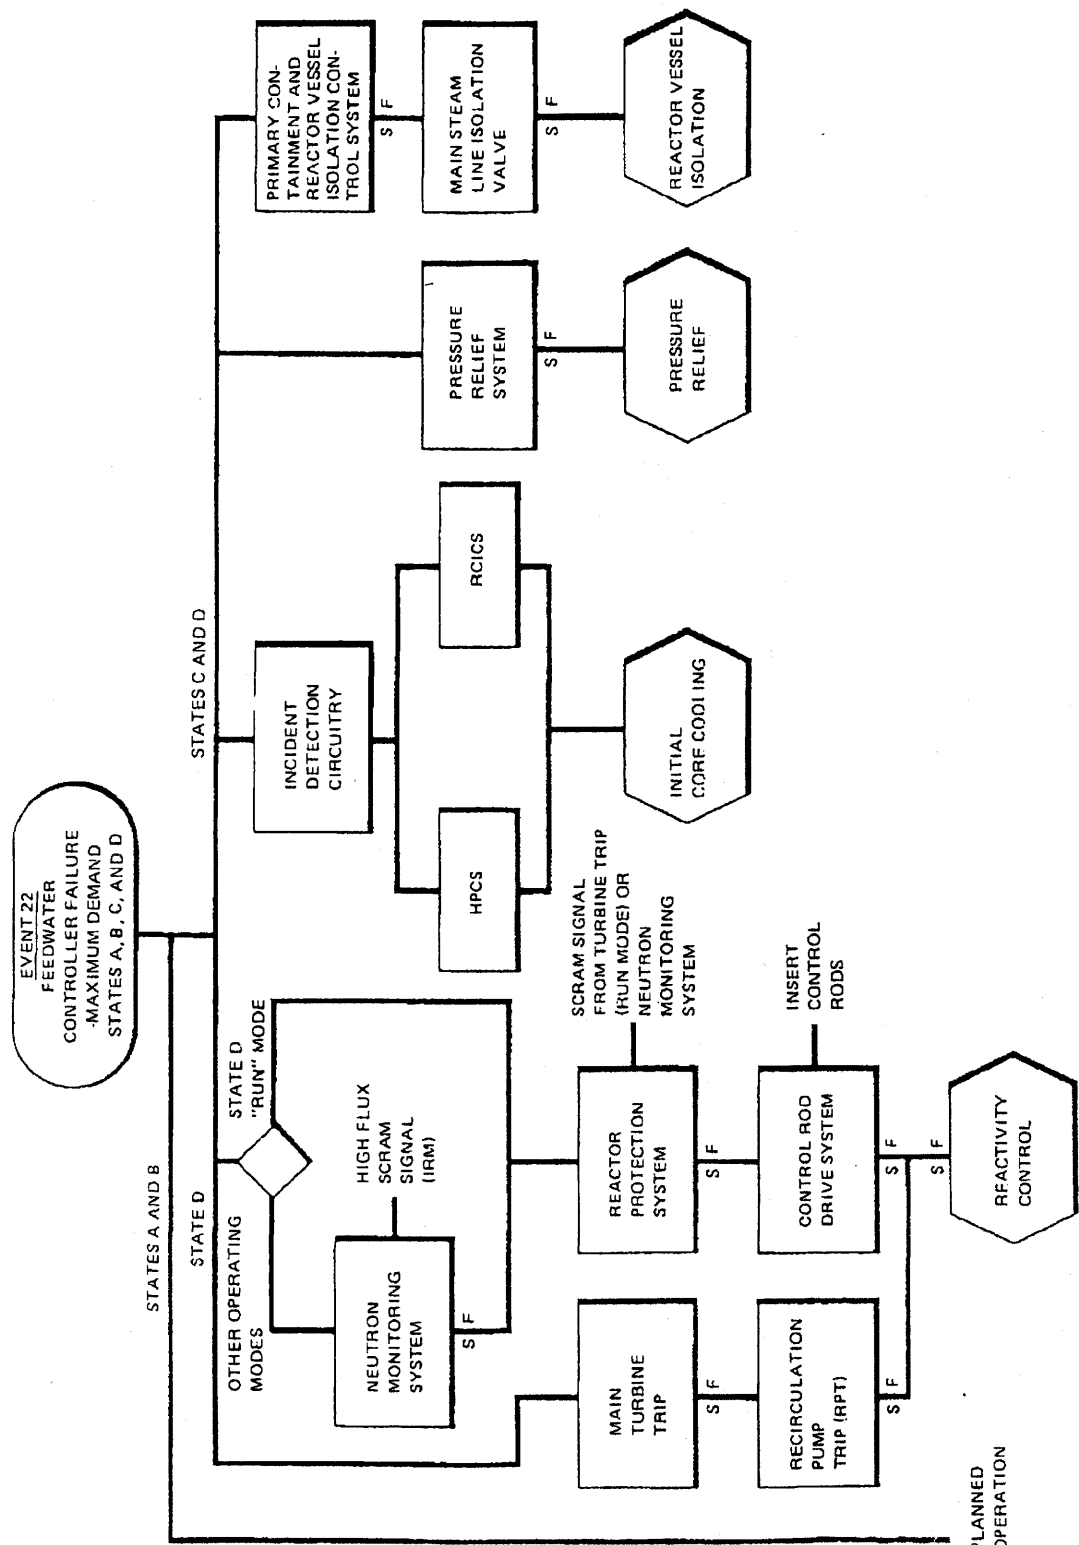 EVENT 22
FEEDWATER
CONTROLLER FAILURE
-MAXIMUM DEMAND
STATES A, B, C, AND D
STATES A AND B
STATE D
STATES C AND D
OTHER OPERATING
MODES
STATE D
"RUN" MODE
NEUTRON
MONITORING
SYSTEM
S F
HIGH FLUX
SCRAM
SIGNAL
(IRM)
INCIDENT
DETECTION
CIRCUITRY
HPCS
RCICS
INITIAL
CORE COOLING
PRESSURE
RELIEF
SYSTEM
S F
PRESSURE
RELIEF
PRIMARY CON-
TAINMENT AND
REACTOR VESSEL
ISOLATION CON-
TROL SYSTEM
S F
MAIN STEAM
LINE ISOLATION
VALVE
S F
REACTOR VESSEL
ISOLATION
MAIN
TURBINE
TRIP
S F
RECIRCULATION
PUMP
TRIP (RPT)
S F
REACTOR
PROTECTION
SYSTEM
S F
SCRAM SIGNAL
FROM TURBINE TRIP
(RUN MODE) OR
NEUTRON
MONITORING
SYSTEM
CONTROL ROD
DRIVE SYSTEM
S F
INSERT
CONTROL
RODS
S F
REACTIVITY
CONTROL
PLANNED
OPERATION